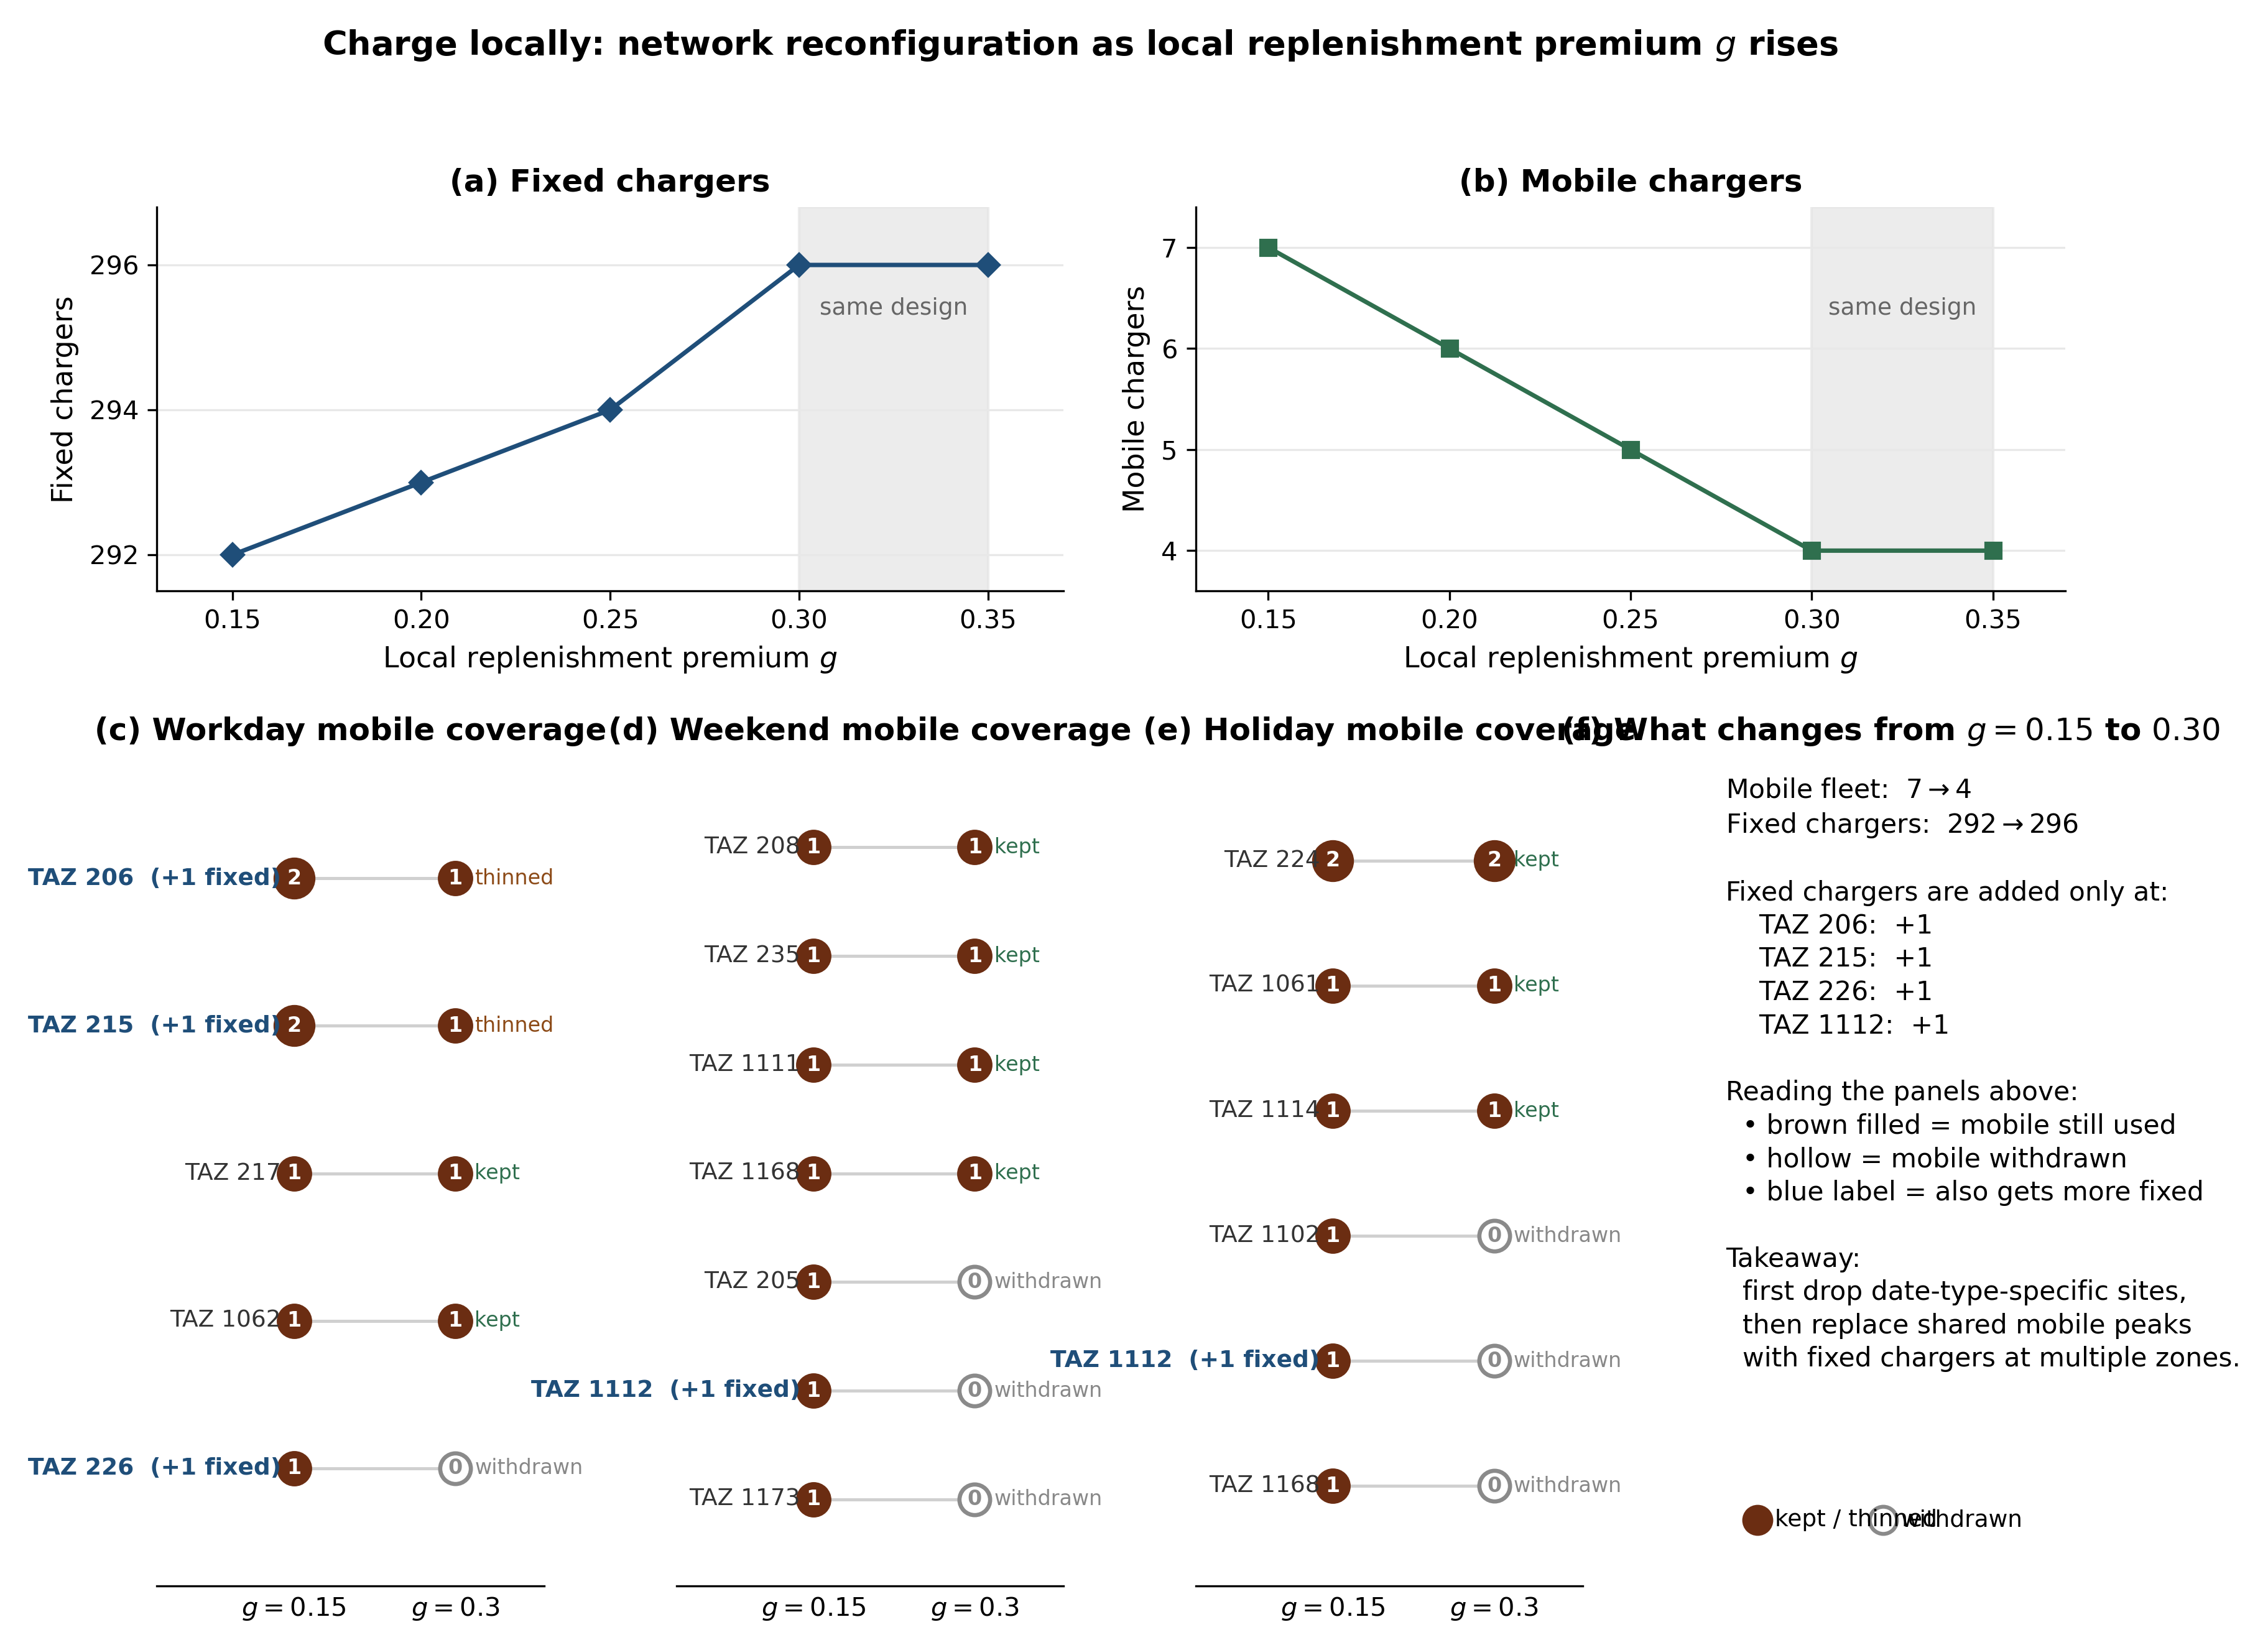 Charge locally: network reconfiguration as local replenishment premium g rises
(a) Fixed chargers
Fixed chargers
296
294
292
same design
0.15 0.20 0.25 0.30 0.35
Local replenishment premium g
(b) Mobile chargers
Mobile chargers
7
6
5
4
same design
0.15 0.20 0.25 0.30 0.35
Local replenishment premium g
(c) Workday mobile coverage
TAZ 206 (+1 fixed) 2 1 thinned
TAZ 215 (+1 fixed) 2 1 thinned
TAZ 217 1 1 kept
TAZ 1062 1 1 kept
TAZ 226 (+1 fixed) 1 0 withdrawn
g = 0.15 g = 0.3
(d) Weekend mobile coverage
TAZ 208 1 1 kept
TAZ 235 1 1 kept
TAZ 1111 1 1 kept
TAZ 1168 1 1 kept
TAZ 205 1 0 withdrawn
TAZ 1112 (+1 fixed) 1 0 withdrawn
TAZ 1173 1 0 withdrawn
g = 0.15 g = 0.3
(e) Holiday mobile coverage
TAZ 224 2 2 kept
TAZ 1061 1 1 kept
TAZ 1114 1 1 kept
TAZ 1102 1 0 withdrawn
TAZ 1112 (+1 fixed) 1 0 withdrawn
TAZ 1168 1 0 withdrawn
g = 0.15 g = 0.3
(f) What changes from g = 0.15 to 0.30
Mobile fleet: 7 → 4
Fixed chargers: 292 → 296
Fixed chargers are added only at:
TAZ 206: +1
TAZ 215: +1
TAZ 226: +1
TAZ 1112: +1
Reading the panels above:
• brown filled = mobile still used
• hollow = mobile withdrawn
• blue label = also gets more fixed
Takeaway:
first drop date-type-specific sites,
then replace shared mobile peaks
with fixed chargers at multiple zones.
kept / thinned
withdrawn